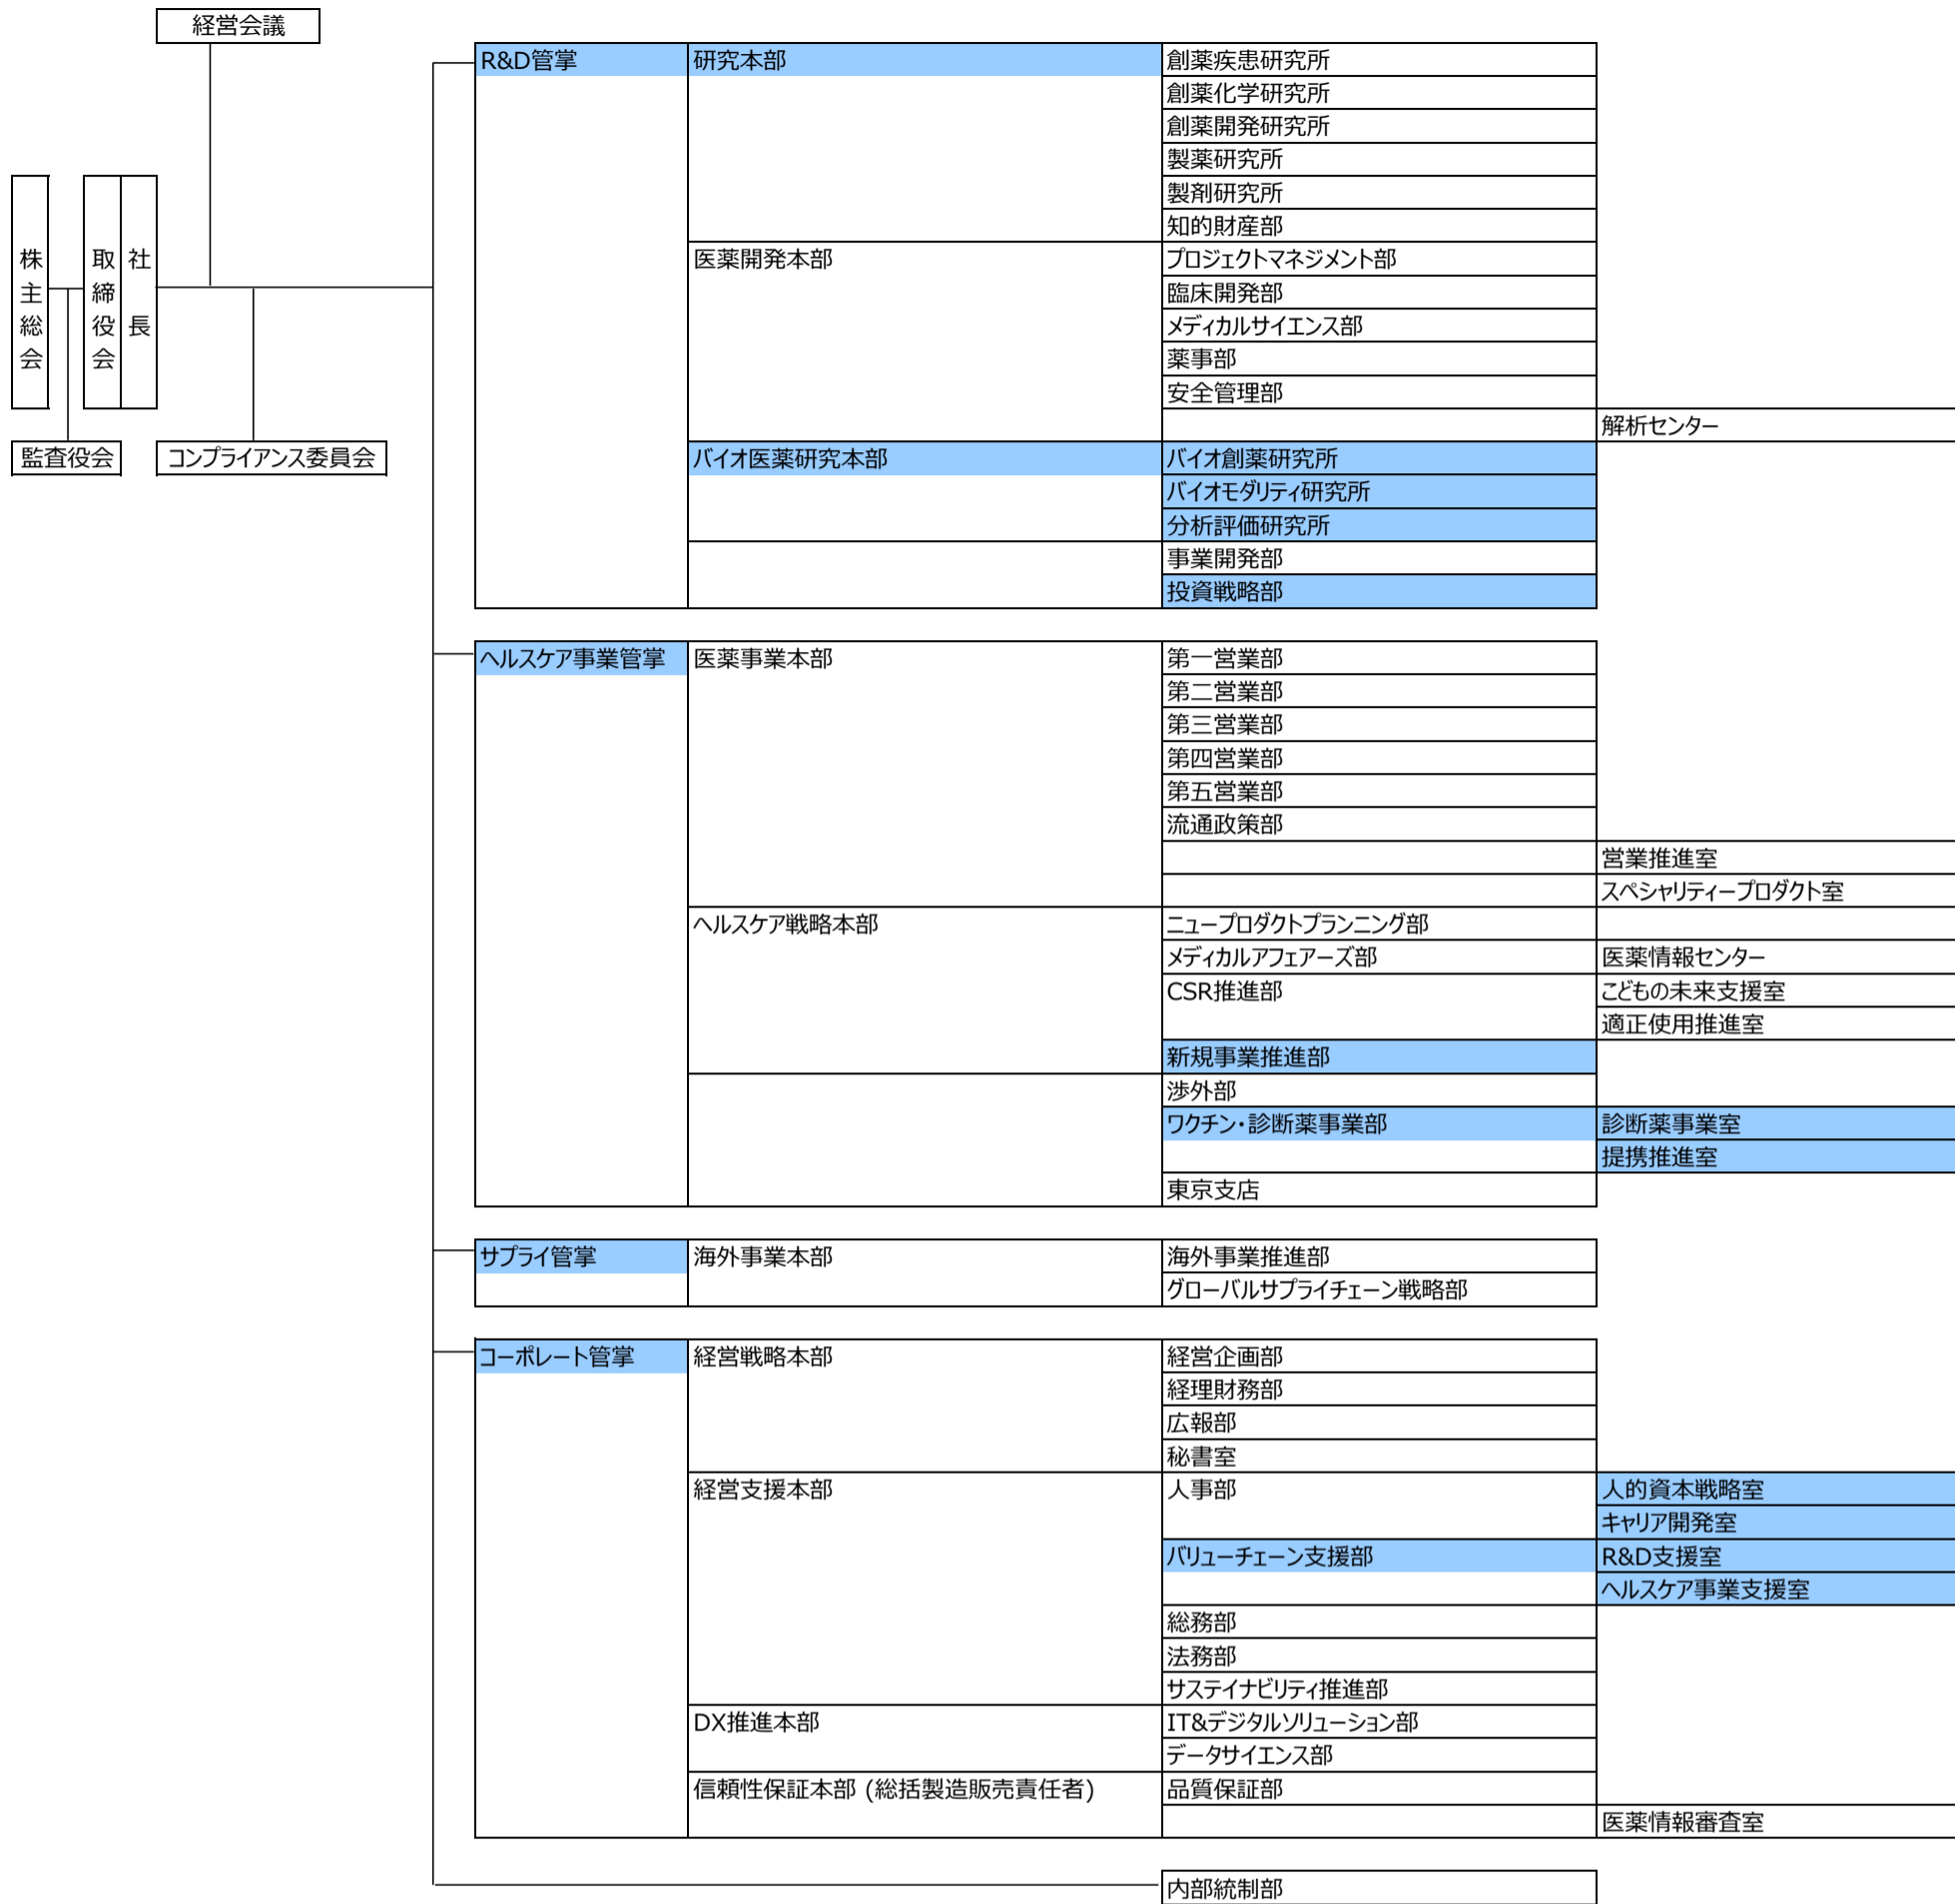 経営会議
株主総会
取締役会
社長
監査役会
コンプライアンス委員会
R&D管掌
研究本部
創薬疾患研究所
創薬化学研究所
創薬開発研究所
製薬研究所
製剤研究所
知的財産部
医薬開発本部
プロジェクトマネジメント部
臨床開発部
メディカルサイエンス部
薬事部
安全管理部
解析センター
バイオ医薬研究本部
バイオ創薬研究所
バイオモダリティ研究所
分析評価研究所
事業開発部
投資戦略部
ヘルスケア事業管掌
医薬事業本部
第一営業部
第二営業部
第三営業部
第四営業部
第五営業部
流通政策部
営業推進室
スペシャリティープロダクト室
ヘルスケア戦略本部
ニュープロダクトプランニング部
メディカルアフェアーズ部
医薬情報センター
CSR推進部
こどもの未来支援室
適正使用推進室
新規事業推進部
渉外部
ワクチン・診断薬事業部
診断薬事業室
提携推進室
東京支店
サプライ管掌
海外事業本部
海外事業推進部
グローバルサプライチェーン戦略部
コーポレート管掌
経営戦略本部
経営企画部
経理財務部
広報部
秘書室
経営支援本部
人事部
人的資本戦略室
キャリア開発室
バリューチェーン支援部
R&D支援室
ヘルスケア事業支援室
総務部
法務部
サステイナビリティ推進部
DX推進本部
IT&デジタルソリューション部
データサイエンス部
信頼性保証本部 (総括製造販売責任者)
品質保証部
医薬情報審査室
内部統制部